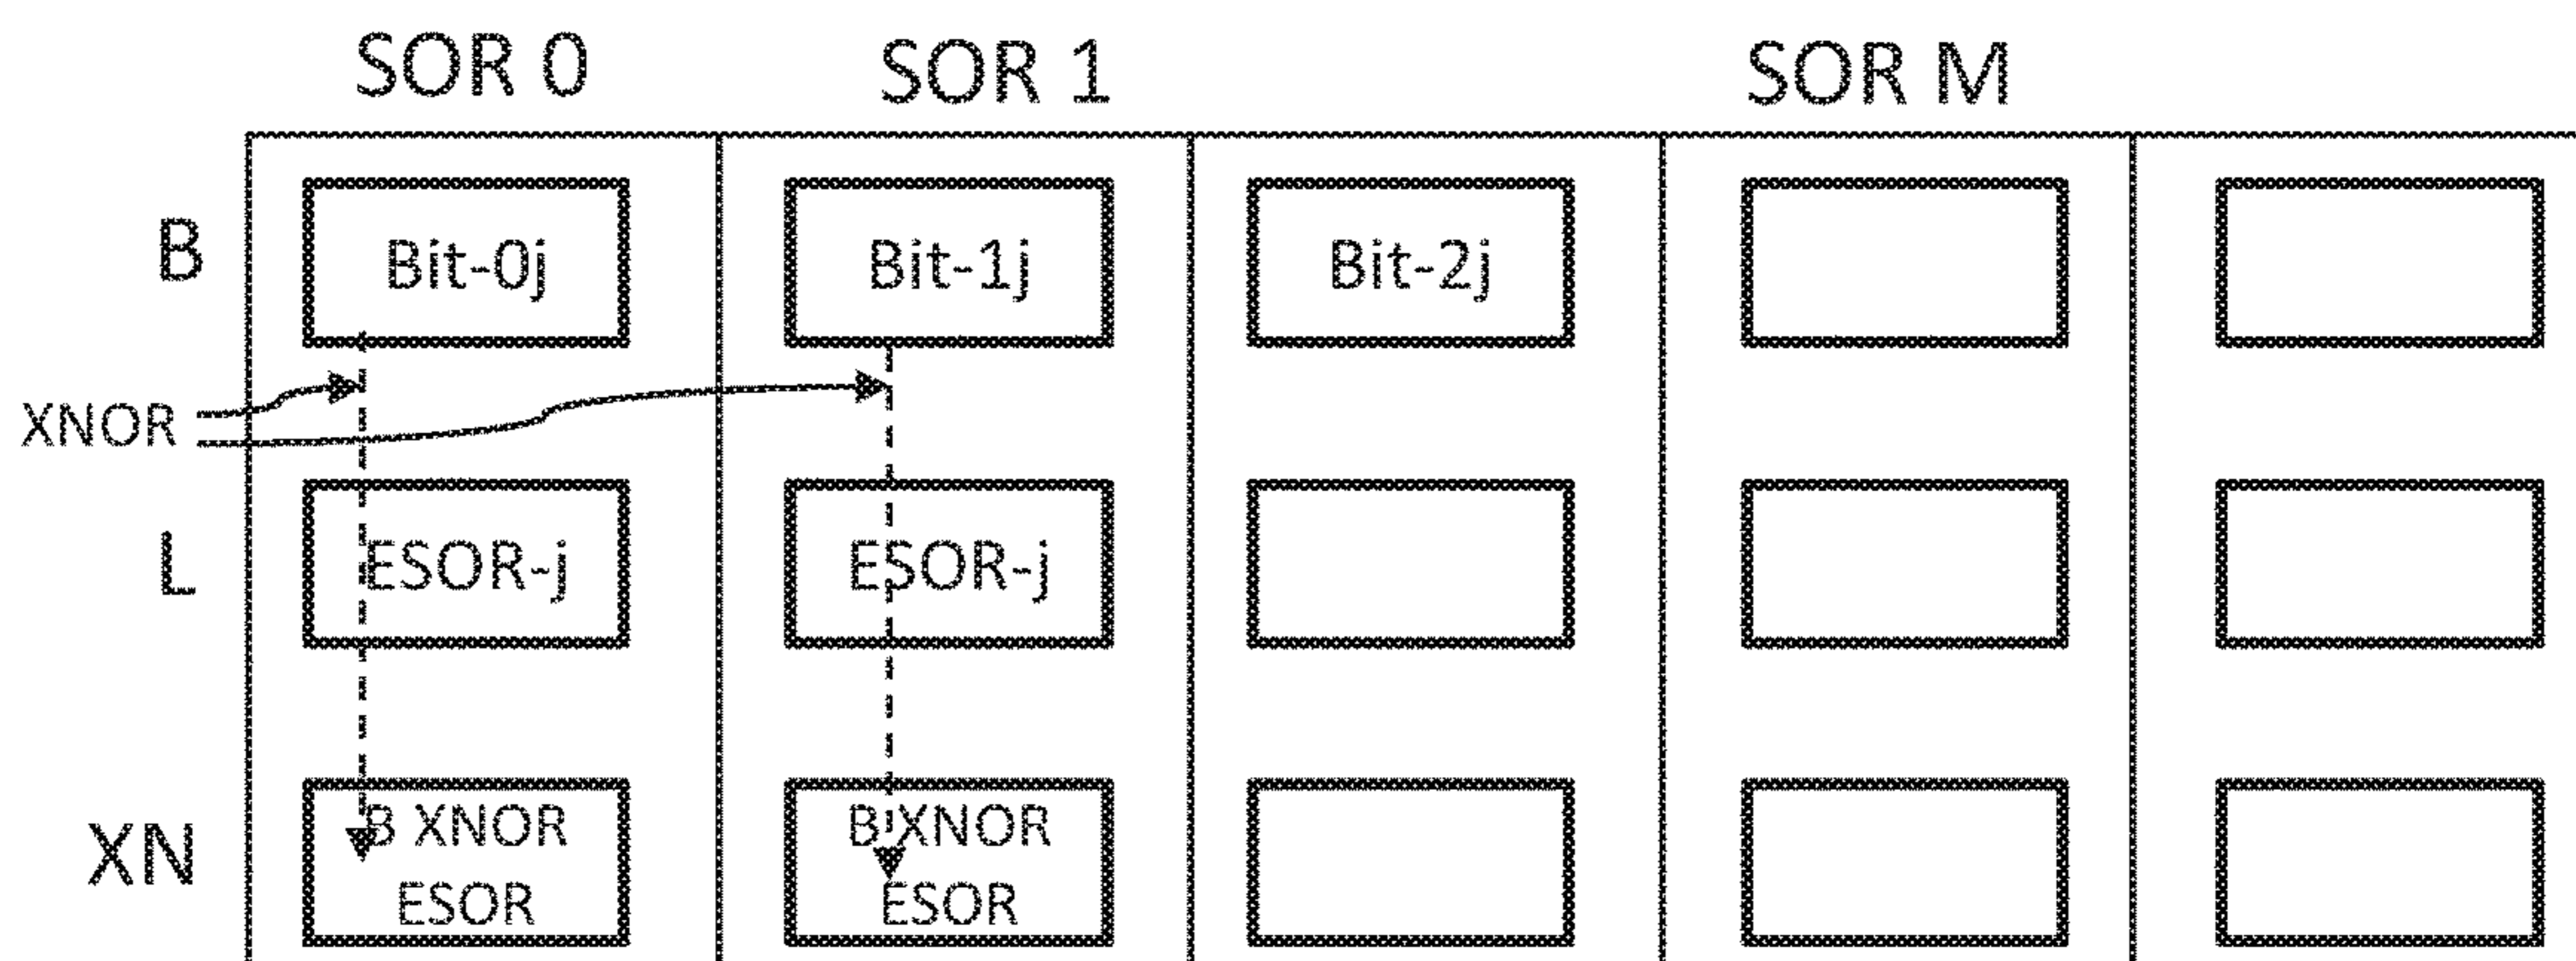 SOR 0 SOR 1 SOR M
B Bit-0j Bit-1j Bit-2j
XNOR
L ESOR-j ESOR-j
XN B XNOR ESOR B XNOR ESOR